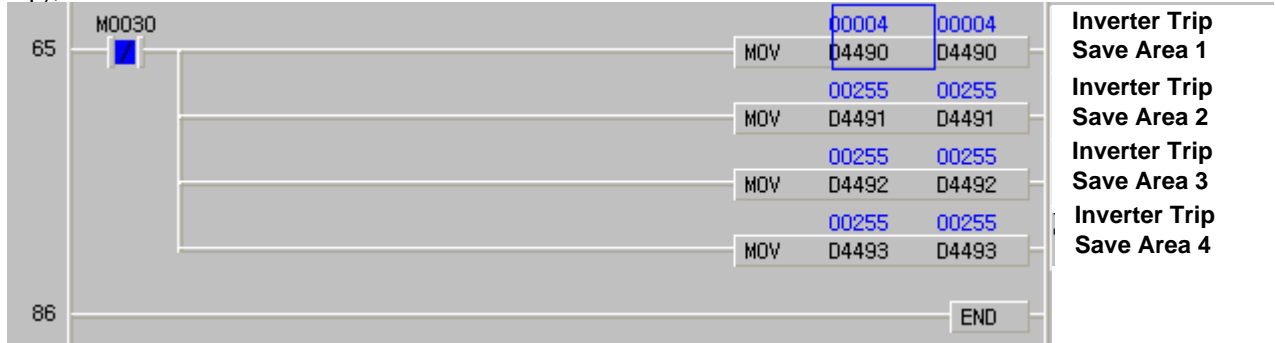 M0030 00004 00004 Inverter Trip
65 MOV D4490 D4490 Save Area 1
00255 00255 Inverter Trip
MOV D4491 D4491 Save Area 2
00255 00255 Inverter Trip
MOV D4492 D4492 Save Area 3
00255 00255 Inverter Trip
MOV D4493 D4493 Save Area 4
86 END